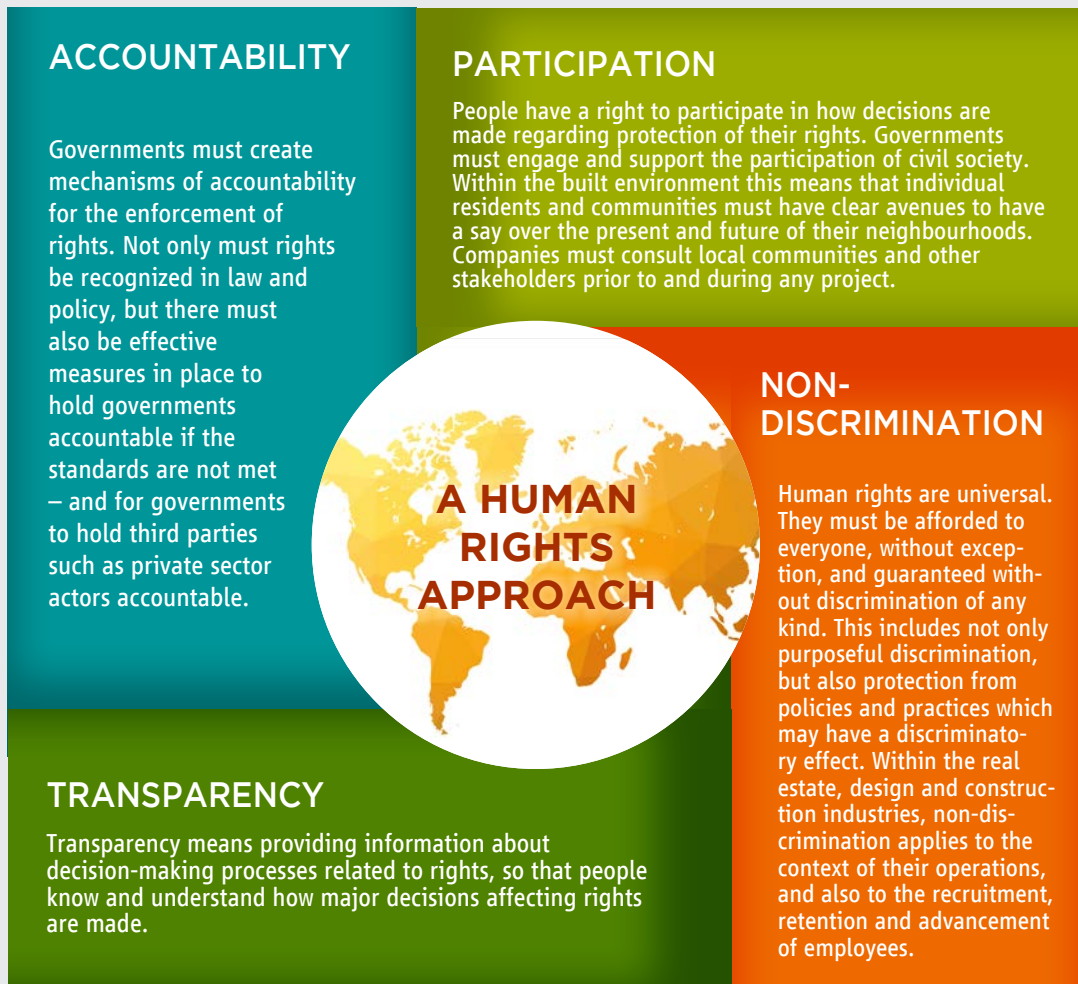 ACCOUNTABILITY
Governments must create
mechanisms of accountability
for the enforcement of
rights. Not only must rights
be recognized in law and
policy, but there must
also be effective
measures in place to
hold governments
accountable if the
standards are not met
– and for governments
to hold third parties
such as private sector
actors accountable.
PARTICIPATION
People have a right to participate in how decisions are
made regarding protection of their rights. Governments
must engage and support the participation of civil society.
Within the built environment this means that individual
residents and communities must have clear avenues to have
a say over the present and future of their neighbourhoods.
Companies must consult local communities and other
stakeholders prior to and during any project.
A HUMAN
RIGHTS
APPROACH
NON-
DISCRIMINATION
Human rights are universal.
They must be afforded to
everyone, without excep-
tion, and guaranteed with-
out discrimination of any
kind. This includes not only
purposeful discrimination,
but also protection from
policies and practices which
may have a discriminato-
ry effect. Within the real
estate, design and construc-
tion industries, non-dis-
crimination applies to the
context of their operations,
and also to the recruitment,
retention and advancement
of employees.
TRANSPARENCY
Transparency means providing information about
decision-making processes related to rights, so that people
know and understand how major decisions affecting rights
are made.